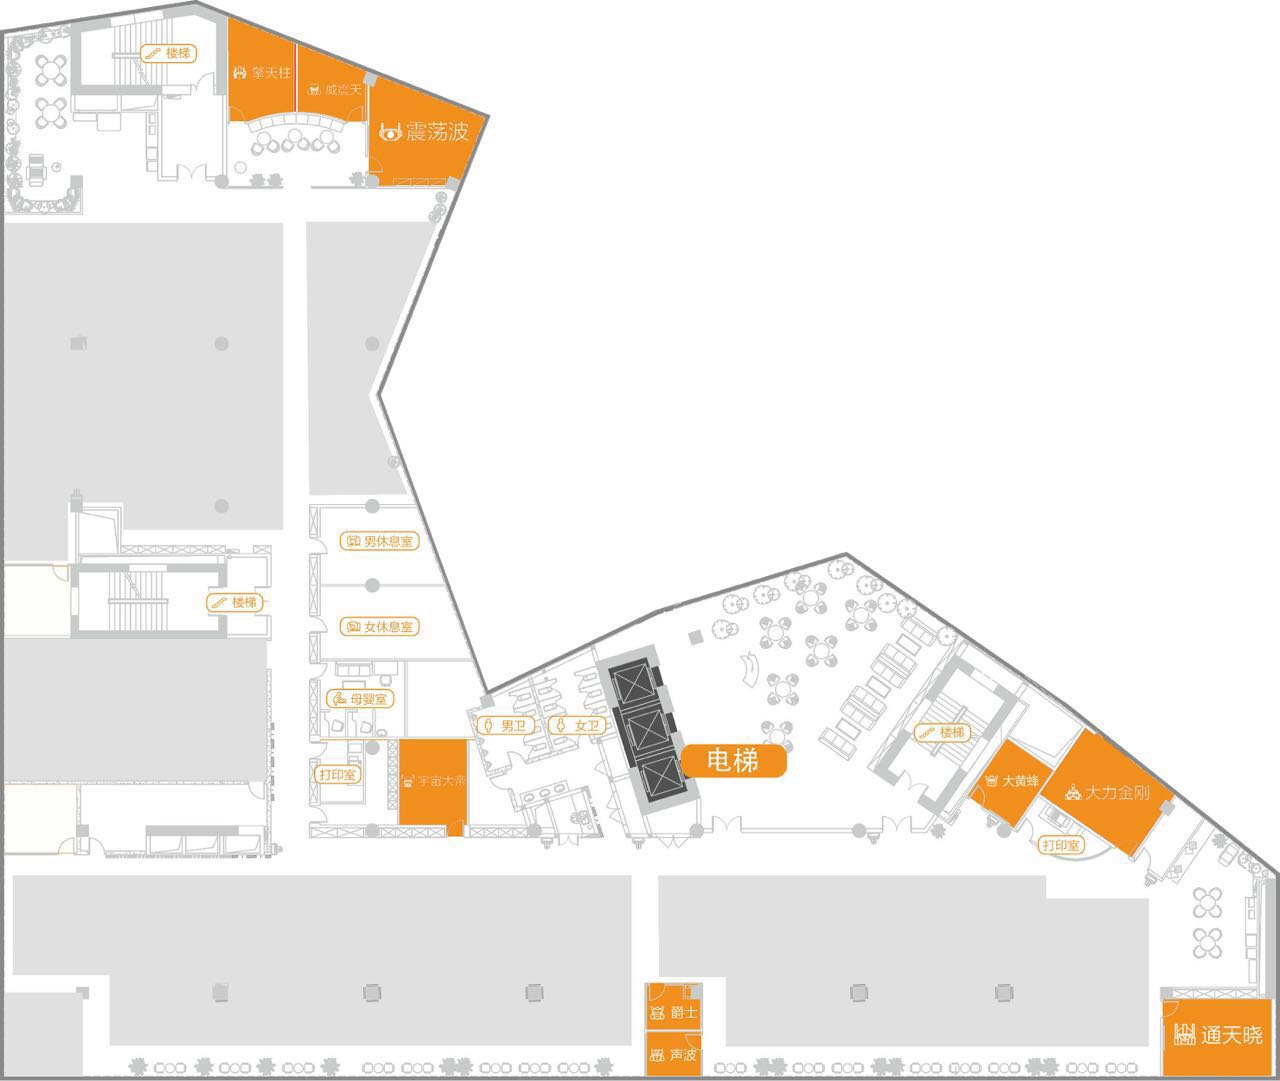 楼梯
擎天柱
威震天
震荡波
男休息室
楼梯
女休息室
母婴室
男卫
女卫
楼梯
电梯
打印室
宇宙大帝
大黄蜂
大力金刚
打印室
爵士
声波
通天晓